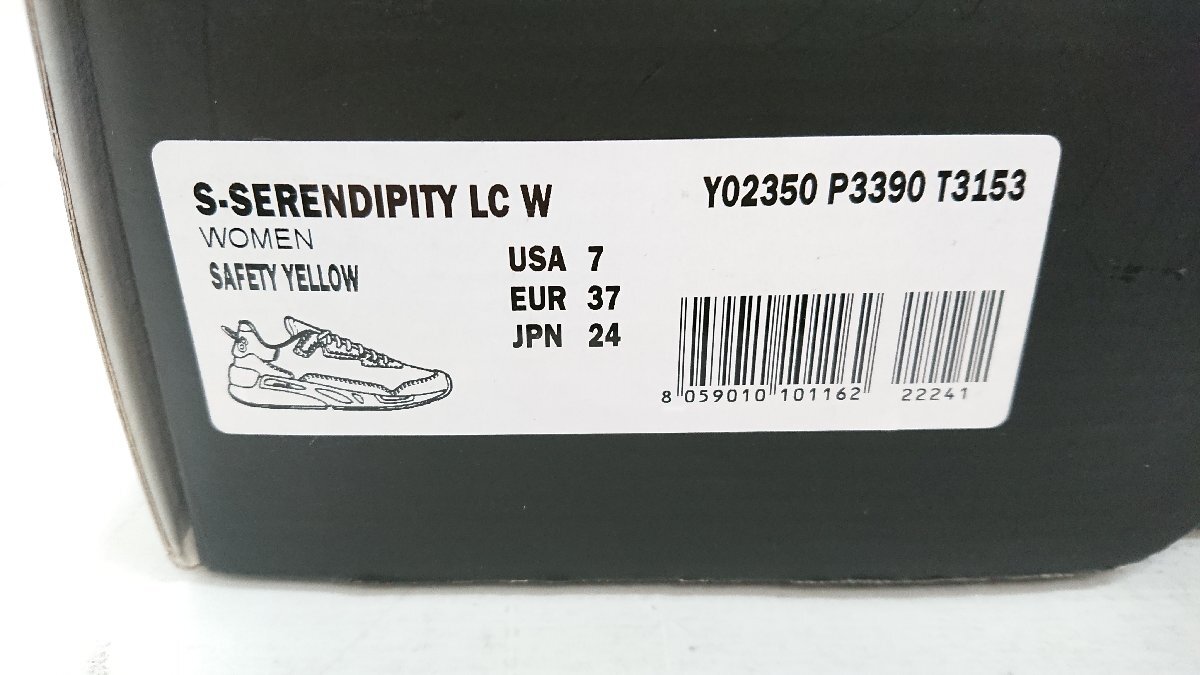 S-SERENDIPITY LC W
Y02350 P3390 T3153
WOMEN
SAFETY YELLOW
USA 7
EUR 37
JPN 24
8 059010 101162 22241